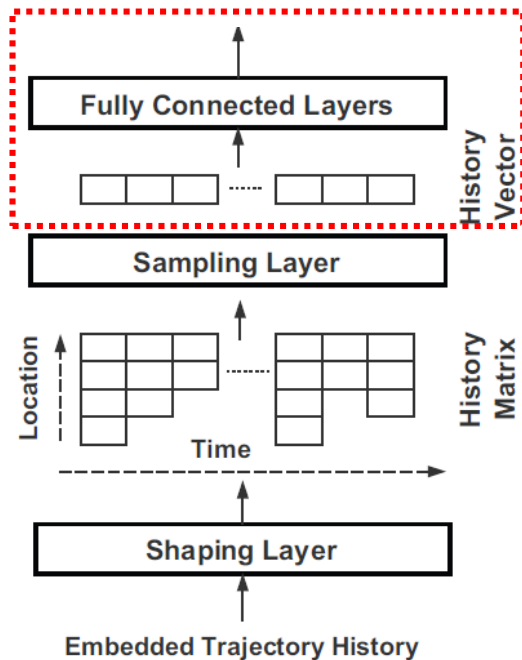 Fully Connected Layers
History
Vector
Sampling Layer
Location
History
Matrix
Time
Shaping Layer
Embedded Trajectory History